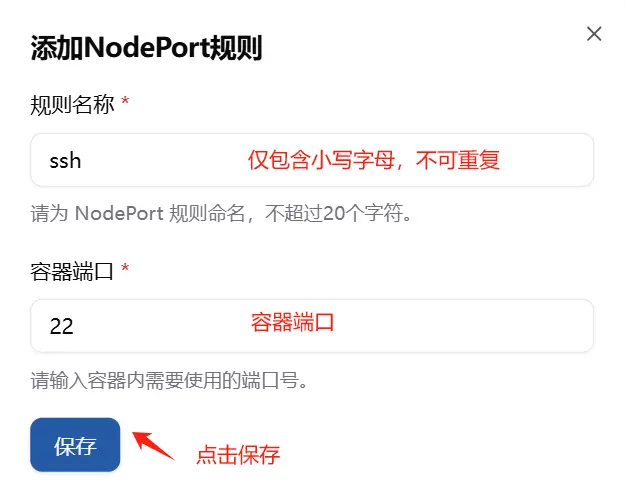 添加NodePort规则
规则名称 *
ssh 仅包含小写字母，不可重复
请为 NodePort 规则命名，不超过20个字符。
容器端口 *
22 容器端口
请输入容器内需要使用的端口号。
保存 点击保存